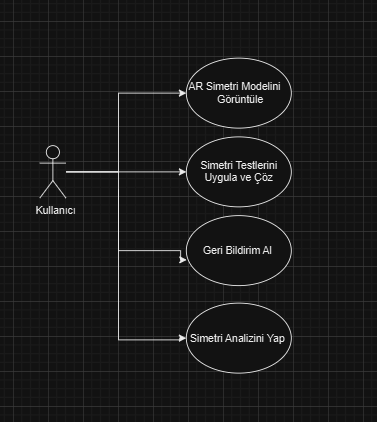 AR Simetri Modelini
Görüntüle
Simetri Testlerini
Uygula ve Çöz
Kullanıcı
Geri Bildirim Al
Simetri Analizini Yap